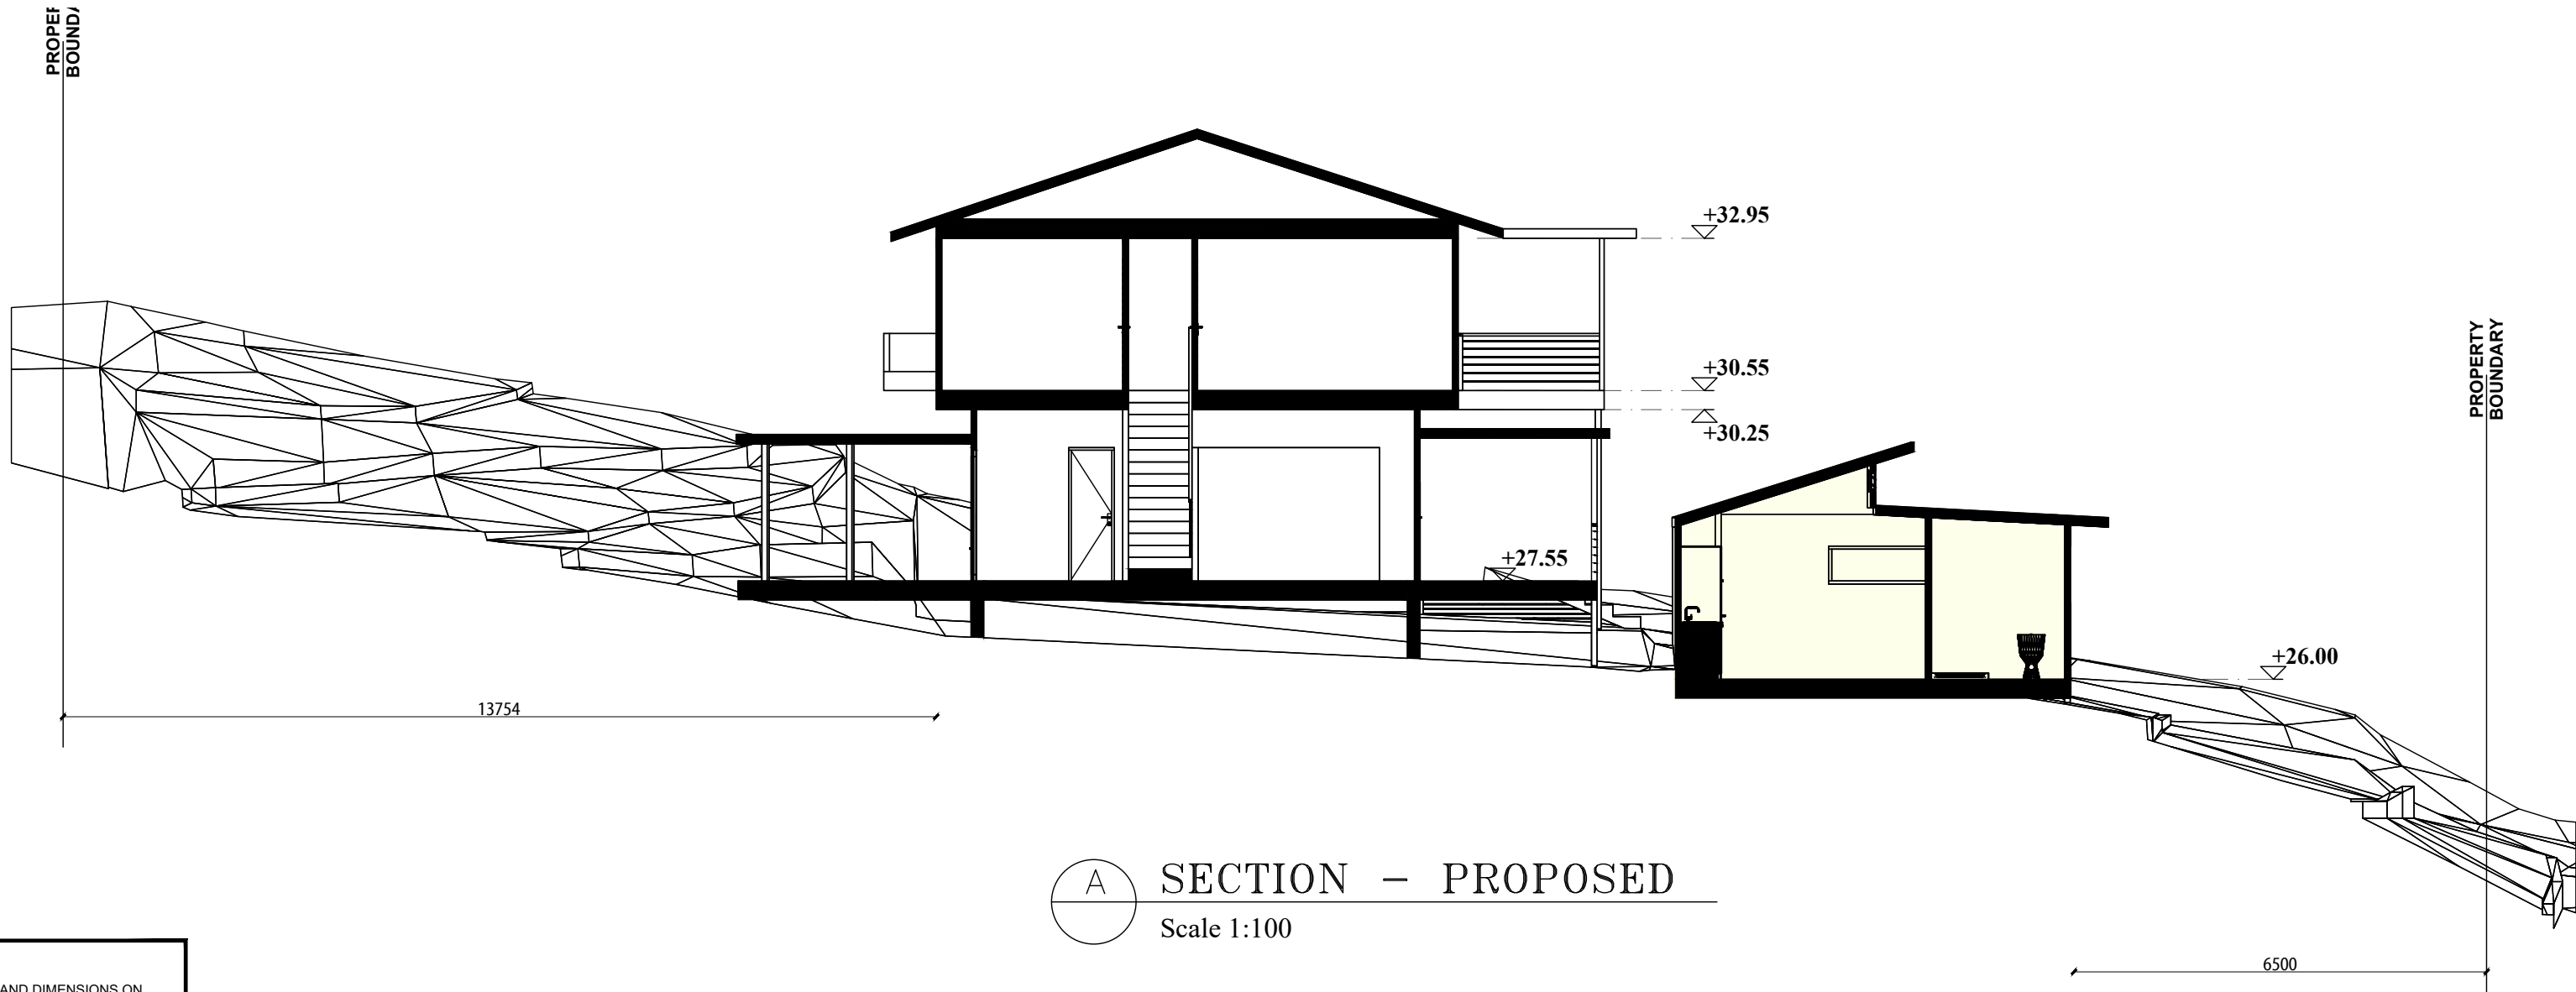 BOUNDARY
+32.95
+30.55
+30.25
PROPERTY
BOUNDARY
+27.55
+26.00
13754
A
SECTION - PROPOSED
Scale 1:100
6500
AND DIMENSIONS ON